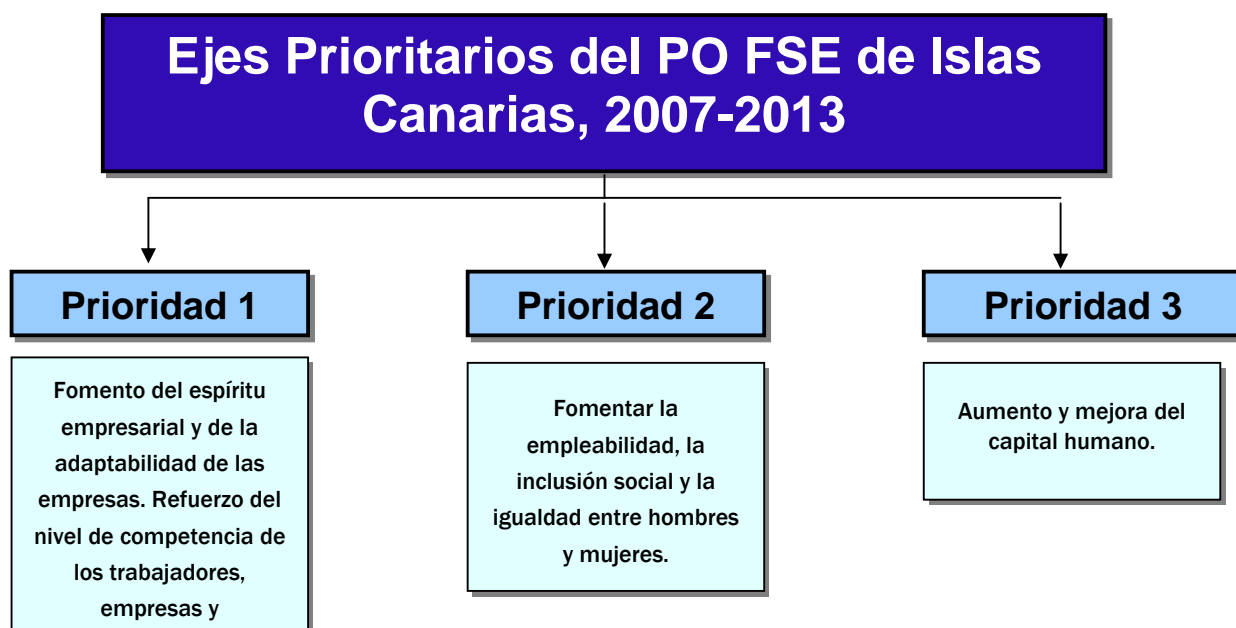 Ejes Prioritarios del PO FSE de Islas
Canarias, 2007-2013
Prioridad 1
Fomento del espíritu
empresarial y de la
adaptabilidad de las
empresas. Refuerzo del
nivel de competencia de
los trabajadores,
empresas y
Prioridad 2
Fomentar la
empleabilidad, la
inclusión social y la
igualdad entre hombres
y mujeres.
Prioridad 3
Aumento y mejora del
capital humano.